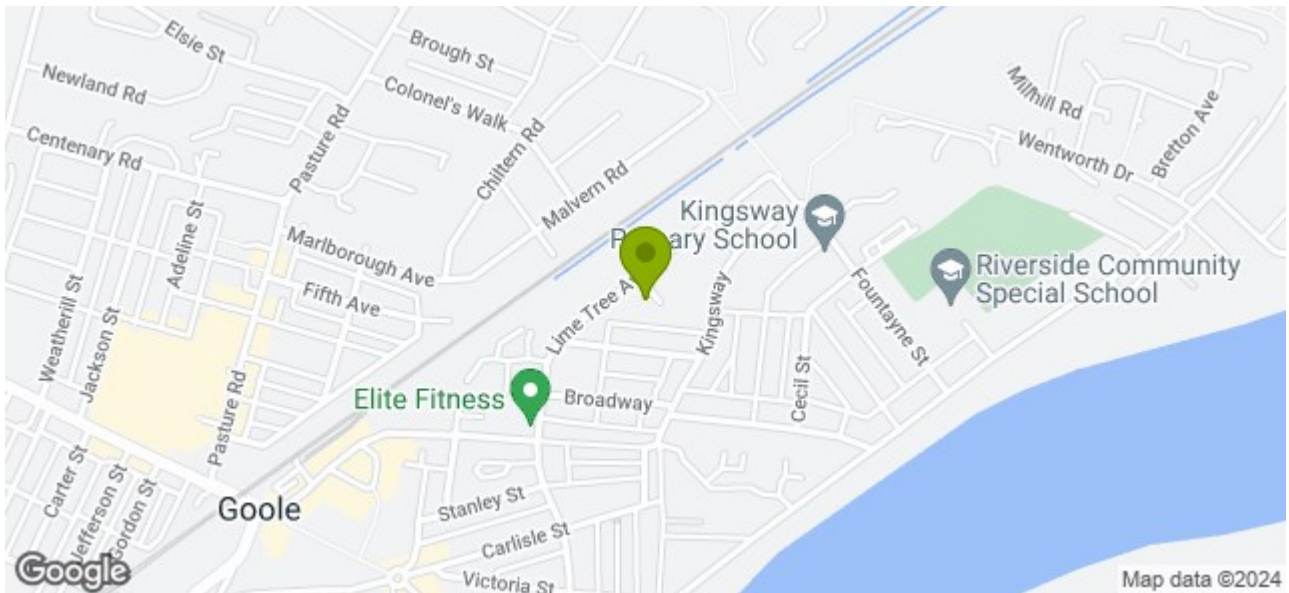 Elsie St
Newland Rd
Centenary Rd
Pasture Rd
Brough St
Colonel's Walk
Chiltern Rd
Malvern Rd
Millhill Rd
Bretton Ave
Wentworth Dr
Adeline St
Weatherill St
Jackson St
Marlborough Ave
Fifth Ave
Kingsway
Primary School
Riverside Community
Special School
Lime Tree A
Kingsway
Fountayne St
Cecil St
Pasture Rd
Elite Fitness
Broadway
Carter St
Jefferson St
Gordon St
Goole
Stanley St
Carlisle St
Victoria St
Google
Map data ©2024